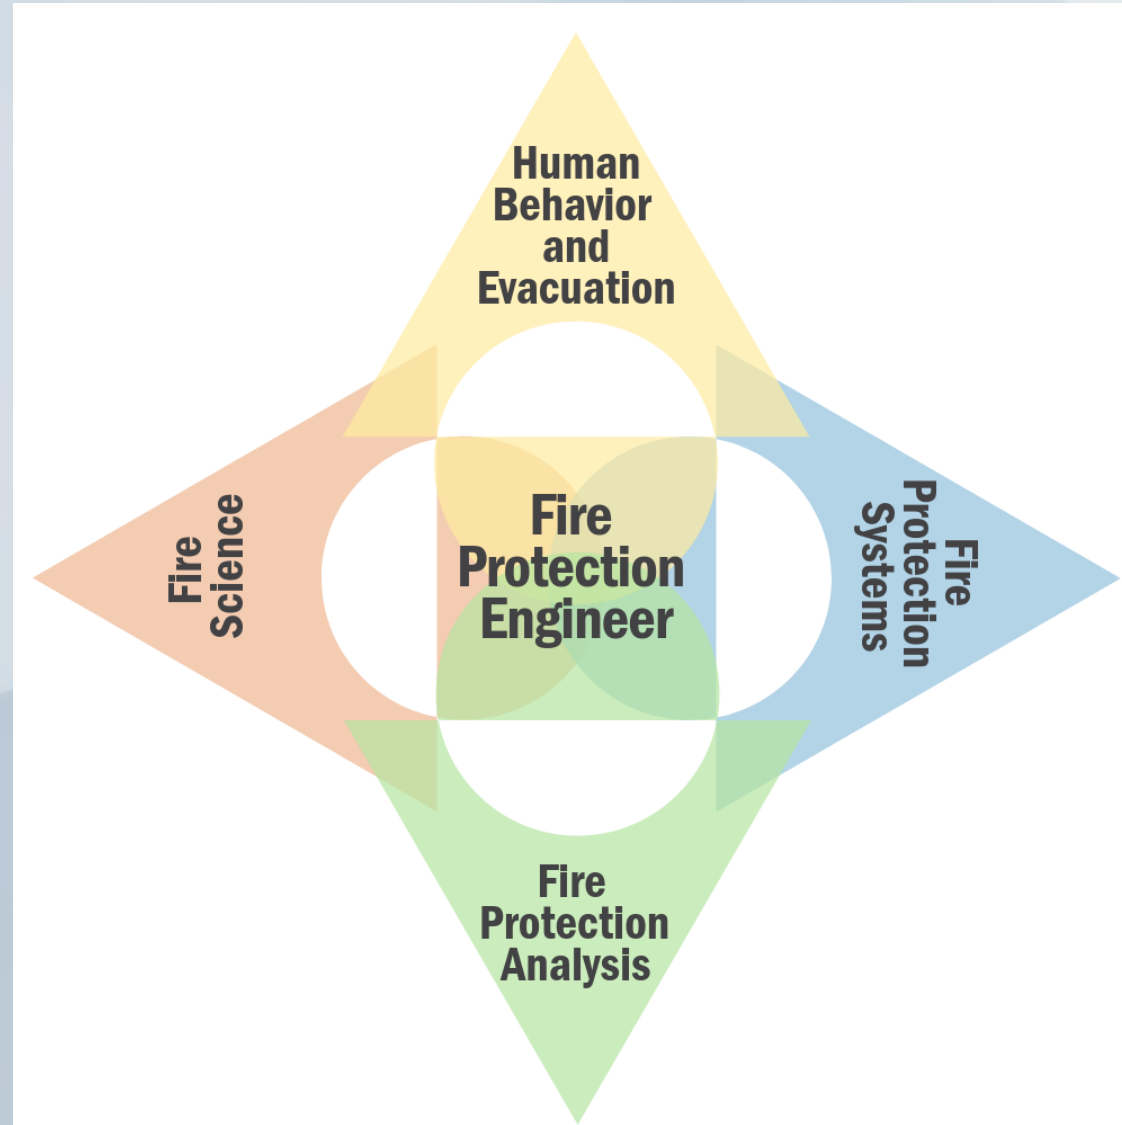 Human
Behavior
and
Evacuation
Fire
Science
Fire
Protection
Engineer
Fire
Protection
Systems
Fire
Protection
Analysis